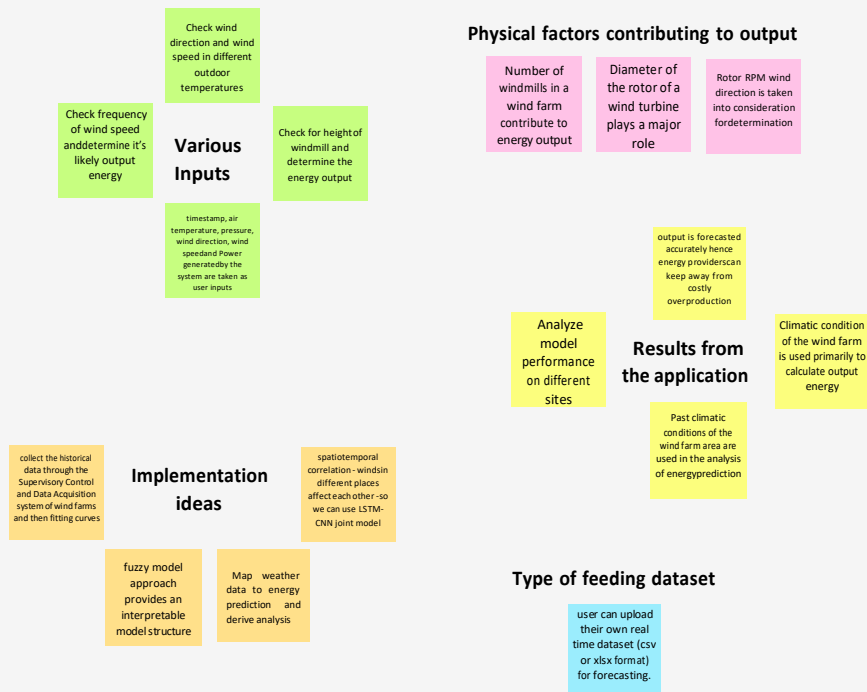 Check wind
direction and wind
speed in different
outdoor
temperatures
Check frequency
of wind speed
anddetermine it's
likely output
energy
Various
Inputs
Check for height of
windmill and
determine the
energy output
timestamp, air
temperature, pressure,
wind direction, wind
speedand Power
generatedby the
system are taken as
user inputs
Physical factors contributing to output
Number of
windmills in a
wind farm
contribute to
energy output
Diameter of
the rotor of a
wind turbine
plays a major
role
Rotor RPM wind
direction is taken
into consideration
fordetermination
output is forecasted
accurately hence
energy providerscan
keep away from
costly
overproduction
Analyze
model
performance
on different
sites
Results from
the application
Climatic condition
of the wind farm
is used primarily to
calculate output
energy
Past climatic
conditions of the
wind farm area are
used in the analysis
of energyprediction
collect the historical
data through the
Supervisory Control
and Data Acquisition
system of wind farms
and then fitting curves
Implementation
ideas
spatiotemporal
correlation - windsin
different places
affect each other -so
we can use LSTM-
CNN joint model
fuzzy model
approach
provides an
interpretable
model structure
Map weather
data to energy
prediction and
derive analysis
Type of feeding dataset
user can upload
their own real
time dataset (csv
or xlsx format)
for forecasting.